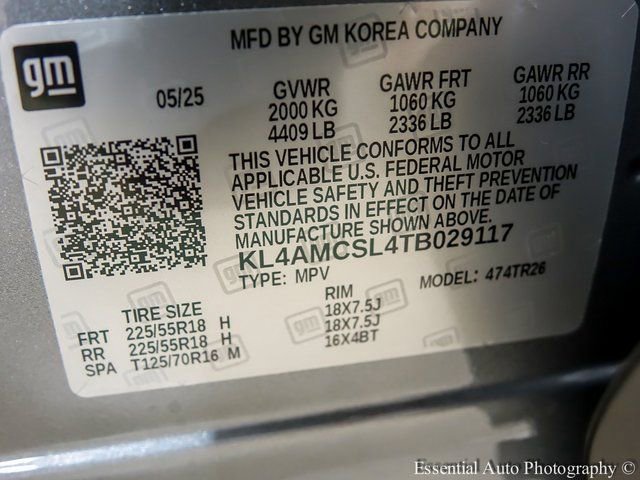 gm
MFD BY GM KOREA COMPANY
05/25
GVWR GAWR FRT GAWR RR
2000 KG 1060 KG 1060 KG
4409 LB 2336 LB 2336 LB
THIS VEHICLE CONFORMS TO ALL
APPLICABLE U.S. FEDERAL MOTOR
VEHICLE SAFETY AND THEFT PREVENTION
STANDARDS IN EFFECT ON THE DATE OF
MANUFACTURE SHOWN ABOVE.
KL4AMCSL4TB029117
TYPE: MPV MODEL: 474TR26
TIRE SIZE RIM
FRT 225/55R18 H 18X7.5J
RR 225/55R18 H 18X7.5J
SPA T125/70R16 M 16X4BT
Essential Auto Photography ©